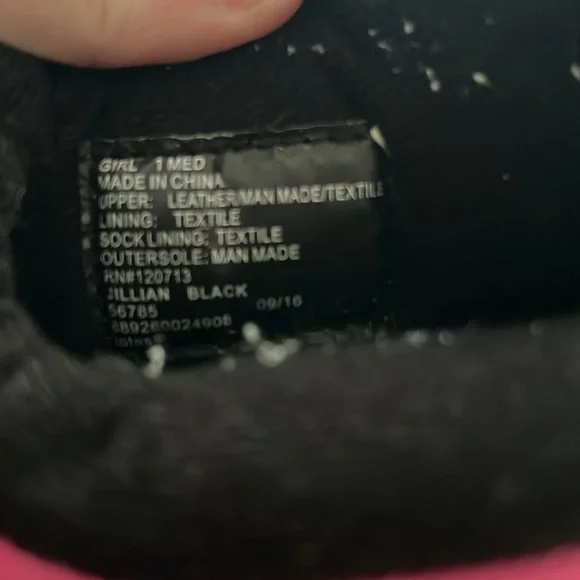 GIRL 1 MED
MADE IN CHINA
UPPER: LEATHER/MAN MADE/TEXTILE
LINING: TEXTILE
SOCK LINING: TEXTILE
OUTERSOLE: MAN MADE
RN#120713
JILLIAN BLACK
56785 09/16
889260024908